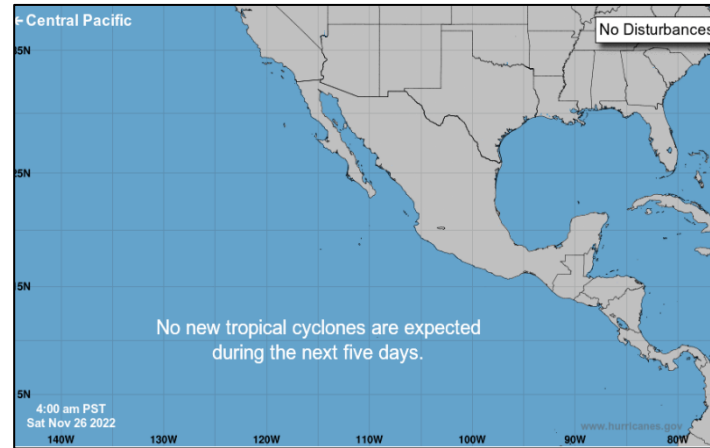 ← Central Pacific
No Disturbances
35N
25N
15N
5N
No new tropical cyclones are expected
during the next five days.
4:00 am PST
Sat Nov 26 2022
www.hurricanes.gov
140W 130W 120W 110W 100W 90W 80W